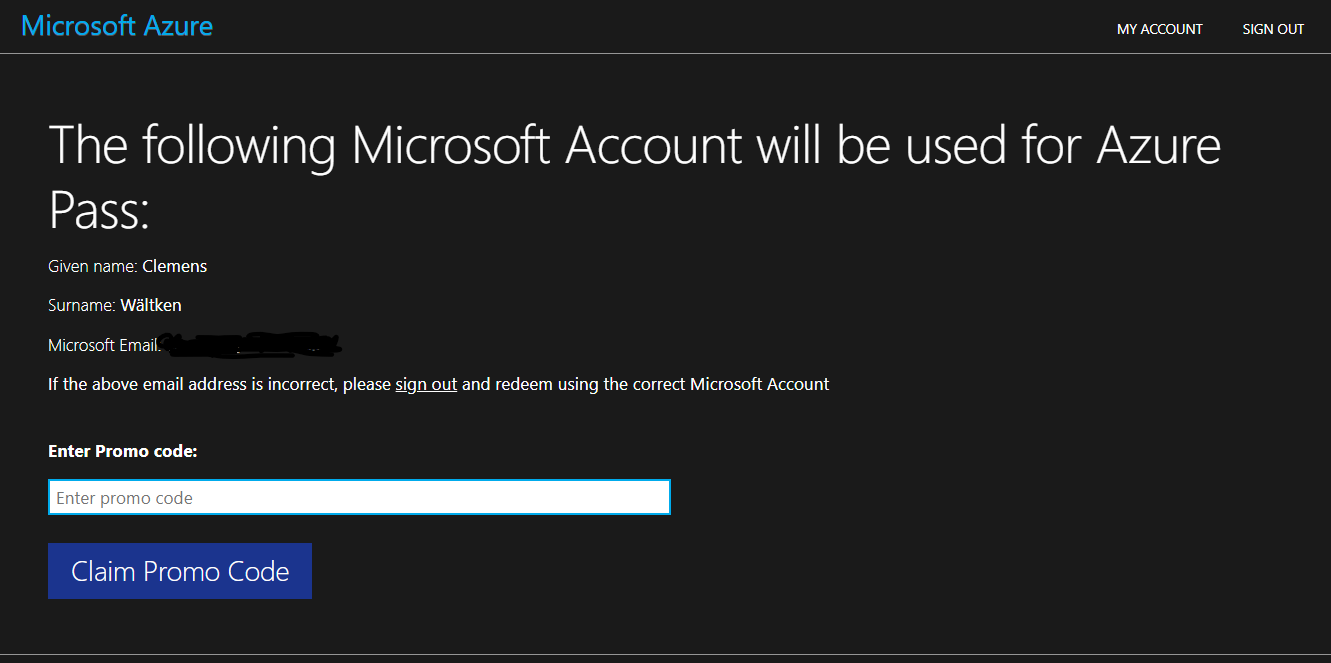 Microsoft Azure
MY ACCOUNT
SIGN OUT
The following Microsoft Account will be used for Azure
Pass:
Given name: Clemens
Surname: Wältken
Microsoft Email:
If the above email address is incorrect, please sign out and redeem using the correct Microsoft Account
Enter Promo code:
Enter promo code
Claim Promo Code